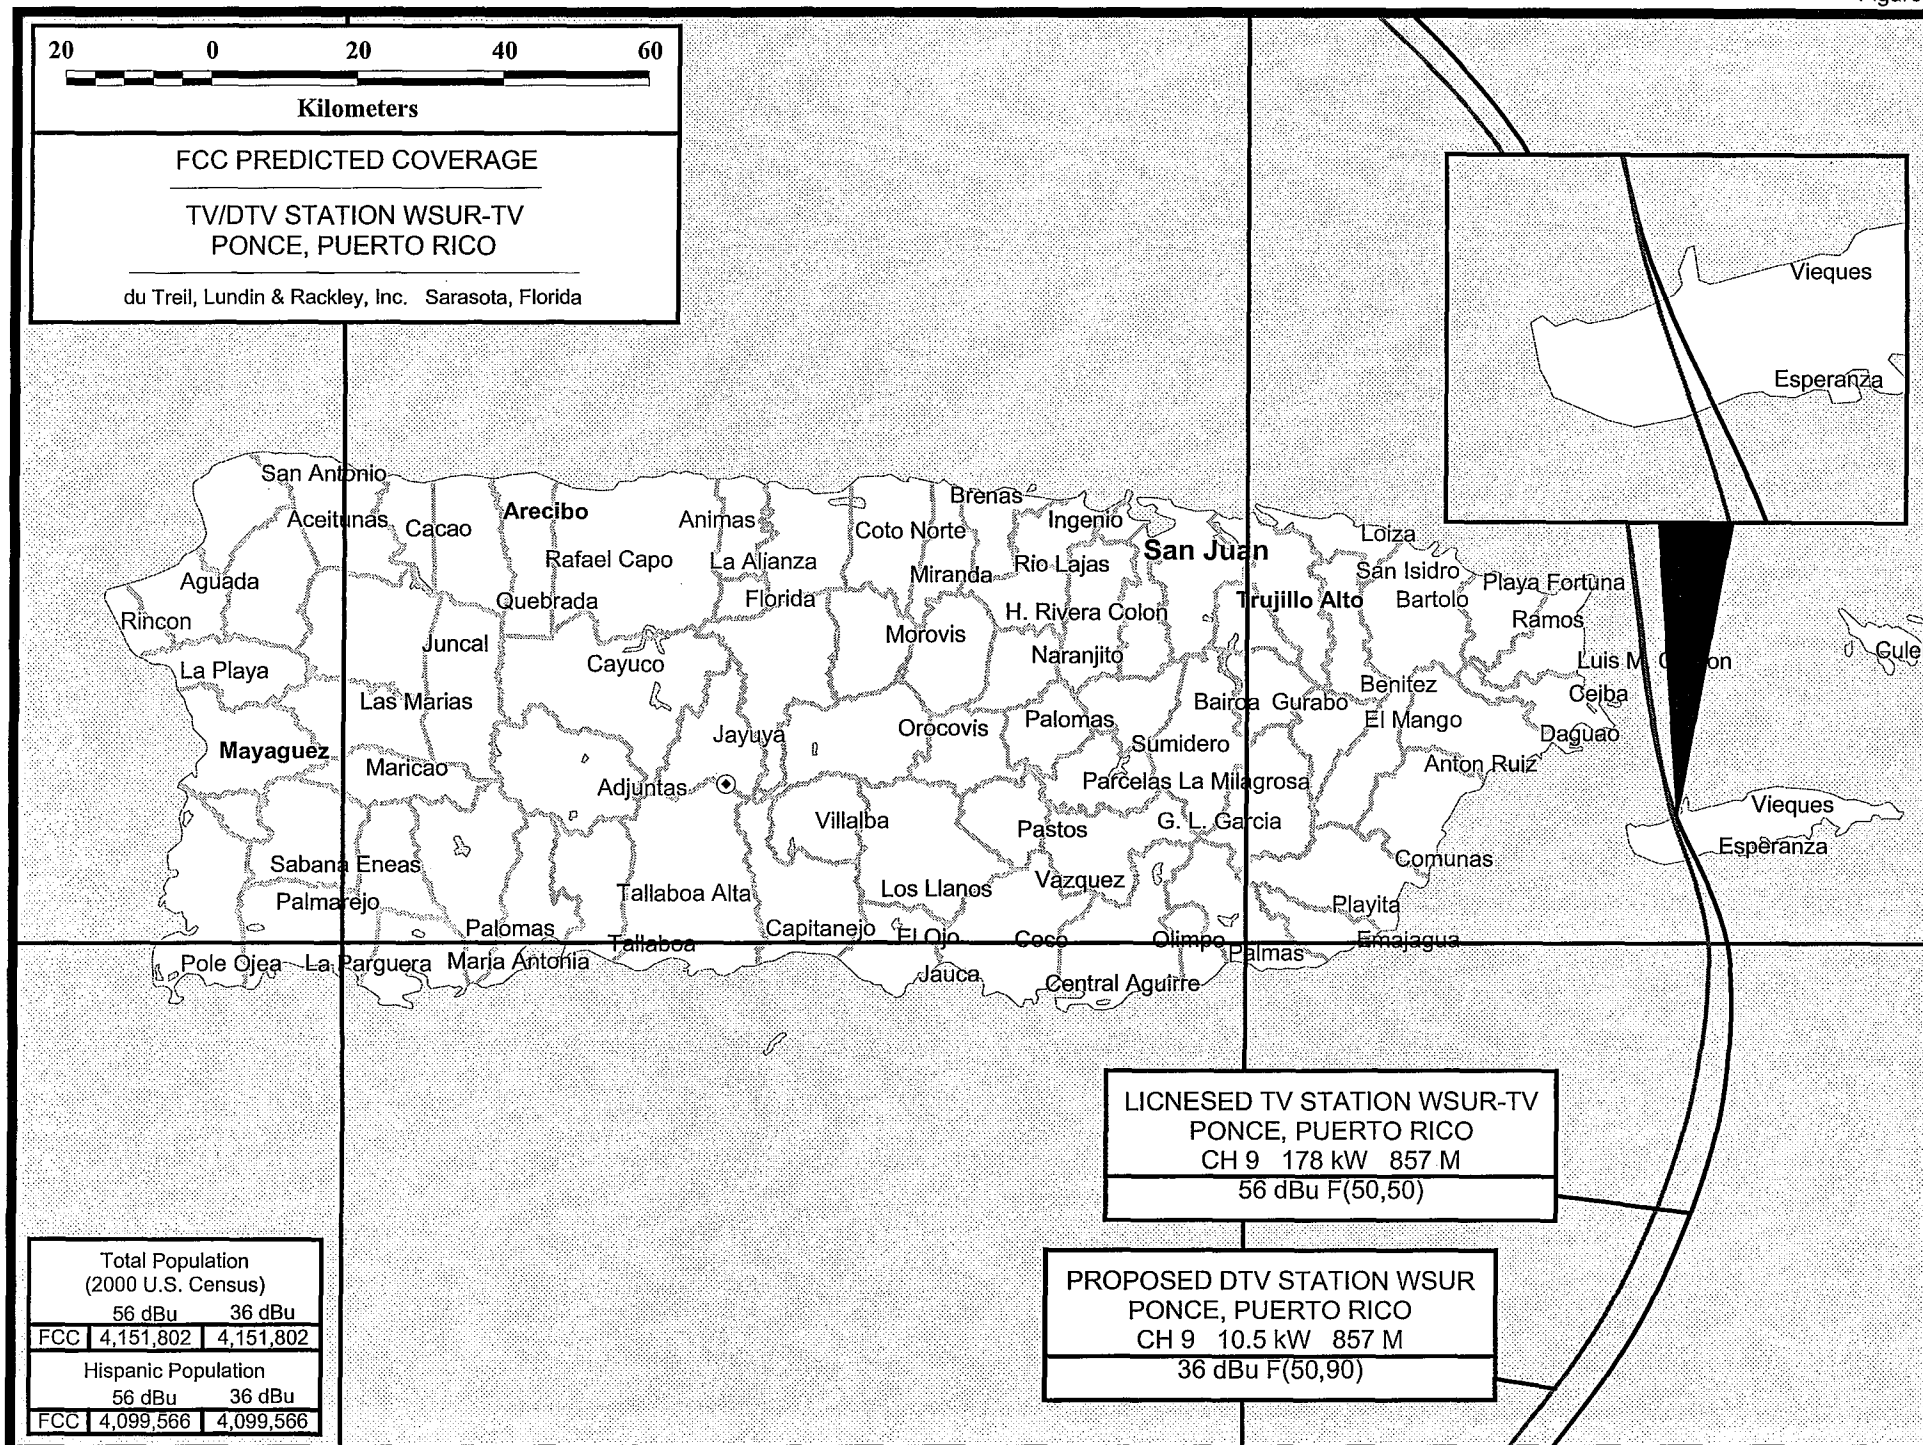 Figure
20 0 20 40 60
Kilometers
FCC PREDICTED COVERAGE
TV/DTV STATION WSUR-TV
PONCE, PUERTO RICO
du Treil, Lundin & Rackley, Inc. Sarasota, Florida
Vieques
Esperanza
San Antonio
Aceitunas
Cacao
Arecibo
Animas
Brenas
Coto Norte
Ingenio
San Juan
Loiza
Rafael Capo
La Alianza
Miranda
Rio Lajas
San Isidro
Playa Fortuna
Aguada
Quebrada
Florida
H. Rivera Colon
Trujillo Alto
Bartolo
Ramos
Rincon
Juncal
Morovis
Naranjito
Luis M.
Cule
La Playa
Cayuco
Benitez
Ceiba
Las Marias
Bairoa
Gurabo
El Mango
Orocovis
Palomas
Jayuya
Sumidero
Daguao
Mayaguez
Maricao
Anton Ruiz
Adjuntas
Parcelas La Milagrosa
Villalba
Pastos
G. L. Garcia
Vieques
Esperanza
Comunas
Sabana Eneas
Vazquez
Tallaboa Alta
Los Llanos
Palmarejo
Playita
Palomas
Capitanejo
El Ojo
Coco
Olimpo
Emajagua
Tallaboa
Palmas
Pole Ojea
La Parguera
Maria Antonia
Jauca
Central Aguirre
LICNESED TV STATION WSUR-TV
PONCE, PUERTO RICO
CH 9 178 kW 857 M
56 dBu F(50,50)
PROPOSED DTV STATION WSUR
PONCE, PUERTO RICO
CH 9 10.5 kW 857 M
36 dBu F(50,90)
Total Population
(2000 U.S. Census)
56 dBu 36 dBu
FCC 4,151,802 4,151,802
Hispanic Population
56 dBu 36 dBu
FCC 4,099,566 4,099,566